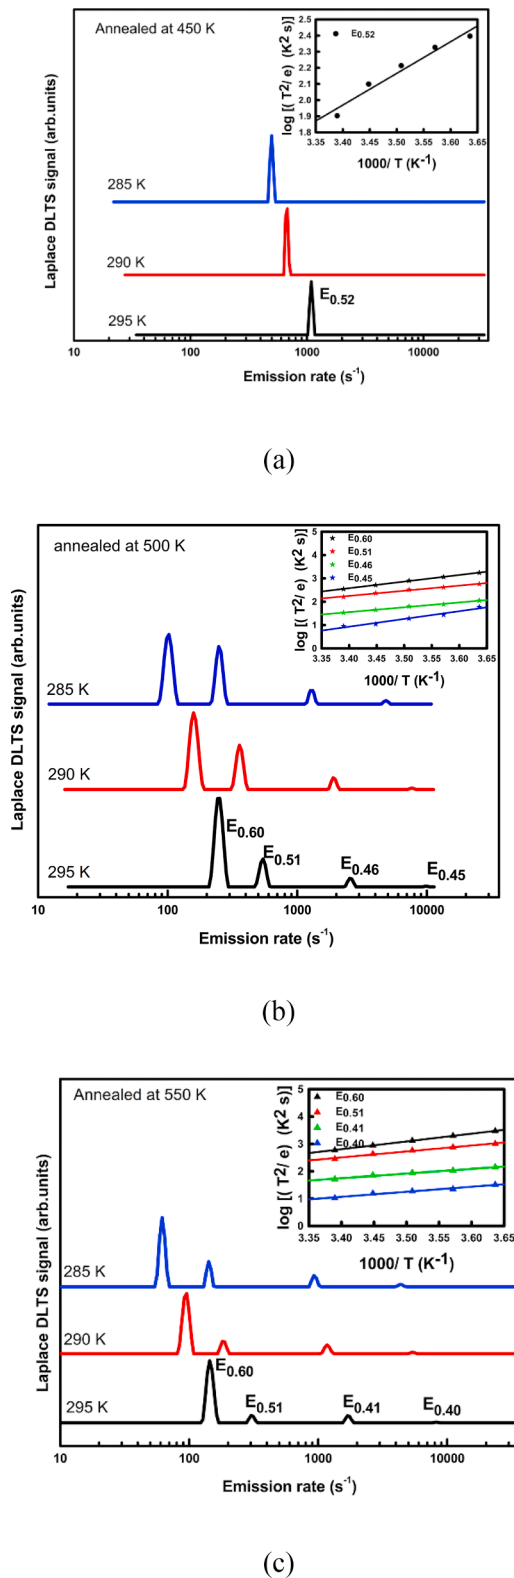 Annealed at 450 K
Laplace DLTS signal (arb.units)
285 K
290 K
295 K
E0.52
10
100
1000
10000
Emission rate (s-1)
log [( T2/ e) (K2 s)]
2.5
2.4
2.3
2.2
2.1
2.0
1.9
1.8
E0.52
3.35 3.40 3.45 3.50 3.55 3.60 3.65
1000/ T (K-1)
(a)
annealed at 500 K
Laplace DLTS signal (arb.units)
285 K
290 K
295 K
E0.60
E0.51
E0.46
E0.45
10
100
1000
10000
Emission rate (s-1)
log [( T2/ e) (K2 s)]
5
4
3
2
1
0
E0.60
E0.51
E0.46
E0.45
3.35 3.40 3.45 3.50 3.55 3.60 3.65
1000/ T (K-1)
(b)
Annealed at 550 K
Laplace DLTS signal (arb.units)
285 K
290 K
295 K
E0.60
E0.51
E0.41
E0.40
10
100
1000
10000
Emission rate (s-1)
log [( T2/ e) (K2 s)]
5
4
3
2
1
0
E0.60
E0.51
E0.41
E0.40
3.35 3.40 3.45 3.50 3.55 3.60 3.65
1000/ T (K-1)
(c)